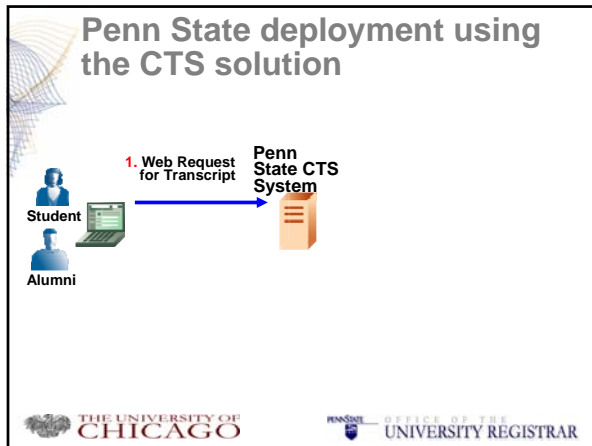 Penn State deployment using
the CTS solution
1. Web Request
for Transcript
Penn
State CTS
System
Student
Alumni
THE UNIVERSITY OF
CHICAGO
PENNSTATE
OFFICE OF THE
UNIVERSITY REGISTRAR